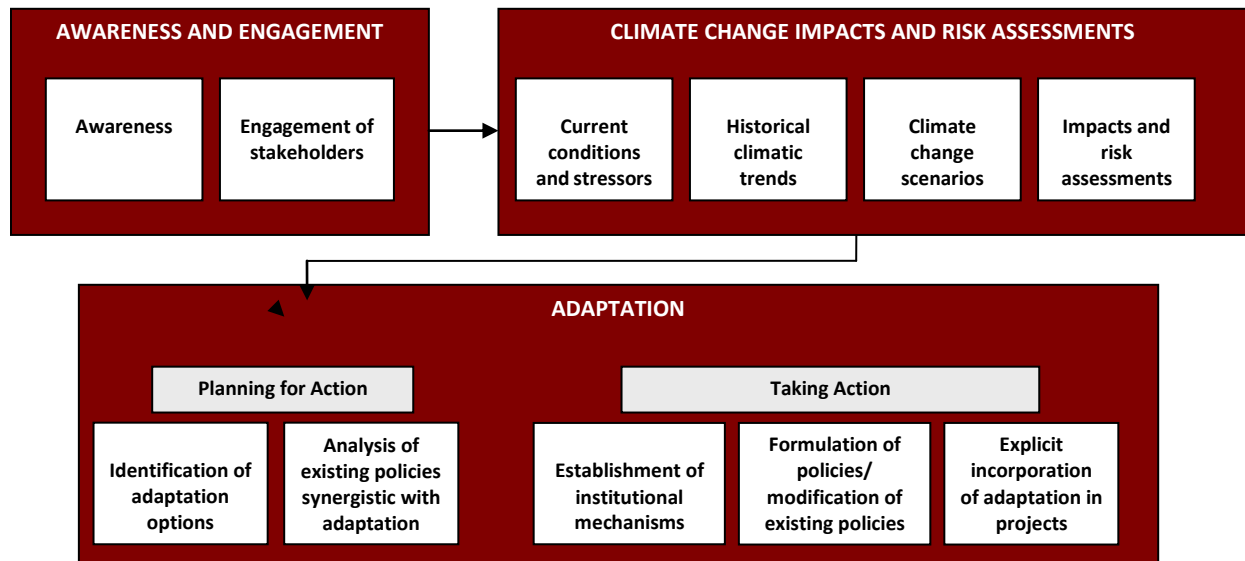 AWARENESS AND ENGAGEMENT
Awareness
Engagement of
stakeholders
CLIMATE CHANGE IMPACTS AND RISK ASSESSMENTS
Current
conditions
and stressors
Historical
climatic
trends
Climate
change
scenarios
Impacts and
risk
assessments
ADAPTATION
Planning for Action
Identification of
adaptation
options
Analysis of
existing policies
synergistic with
adaptation
Taking Action
Establishment of
institutional
mechanisms
Formulation of
policies/
modification of
existing policies
Explicit
incorporation
of adaptation in
projects